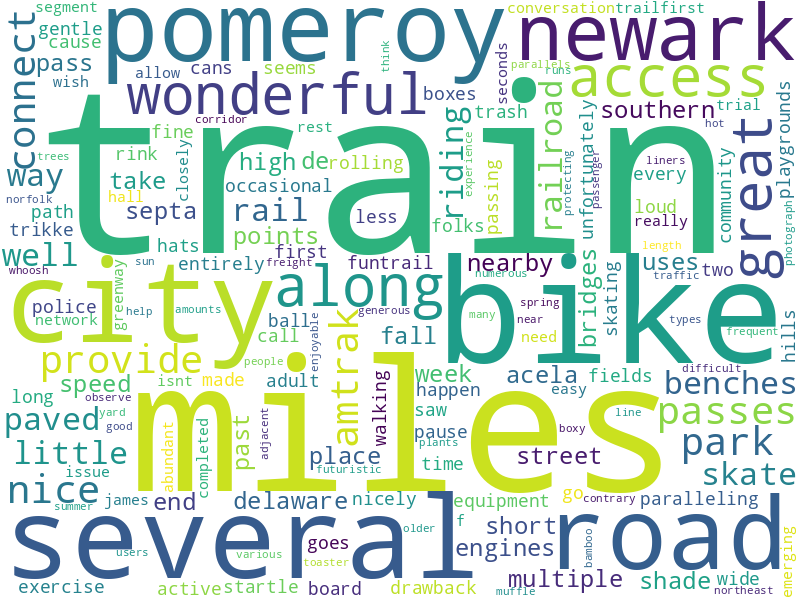 segment
pomeroy
newark
conversation
trailfirst
gentle
cause
pass
wish
connect
allow
cans
seems
think
boxes
wonderful
seconds
parallels
runs
access
corridor
rest
trash
southern
trial
hot
fine
rink
closely
high
de
rolling
riding
passing
railroad
unfortunately
protecting
passenger
liners
every
community
great
playgrounds
photograph
trees
way
norfolk
take
hall
train
occasional
experience
path
trikke
septa
rail
less
folks
loud
really
hats
points
first
nearby
uses
length
two
well
whoosh
sun
entirely
freight
funtrail
numerous
bridges
skating
traffic
types
frequent
greenway
city
along
bike
police
network
help
amounts
generous
ball
call
enjoyable
fall
many
spring
near
need
hills
provide
isnt
made
people
adult
amtrak
walking
week
happen
acela
easy
fields
difficult
speed
long
observe
yard
good
past
miles
saw
pause
plants
time
line
boxy
benches
passes
paved
little
issue
abundant
completed
adjacent
place
futuristic
street
park
contrary
skate
nice
summer
james
end
delaware
nicely
equipment
go
paralleling
several
road
users
various
goes
toaster
older
f
short
engines
bamboo
emerging
exercise
active
startle
board
drawback
muffle
multiple
shade
wide
northeast